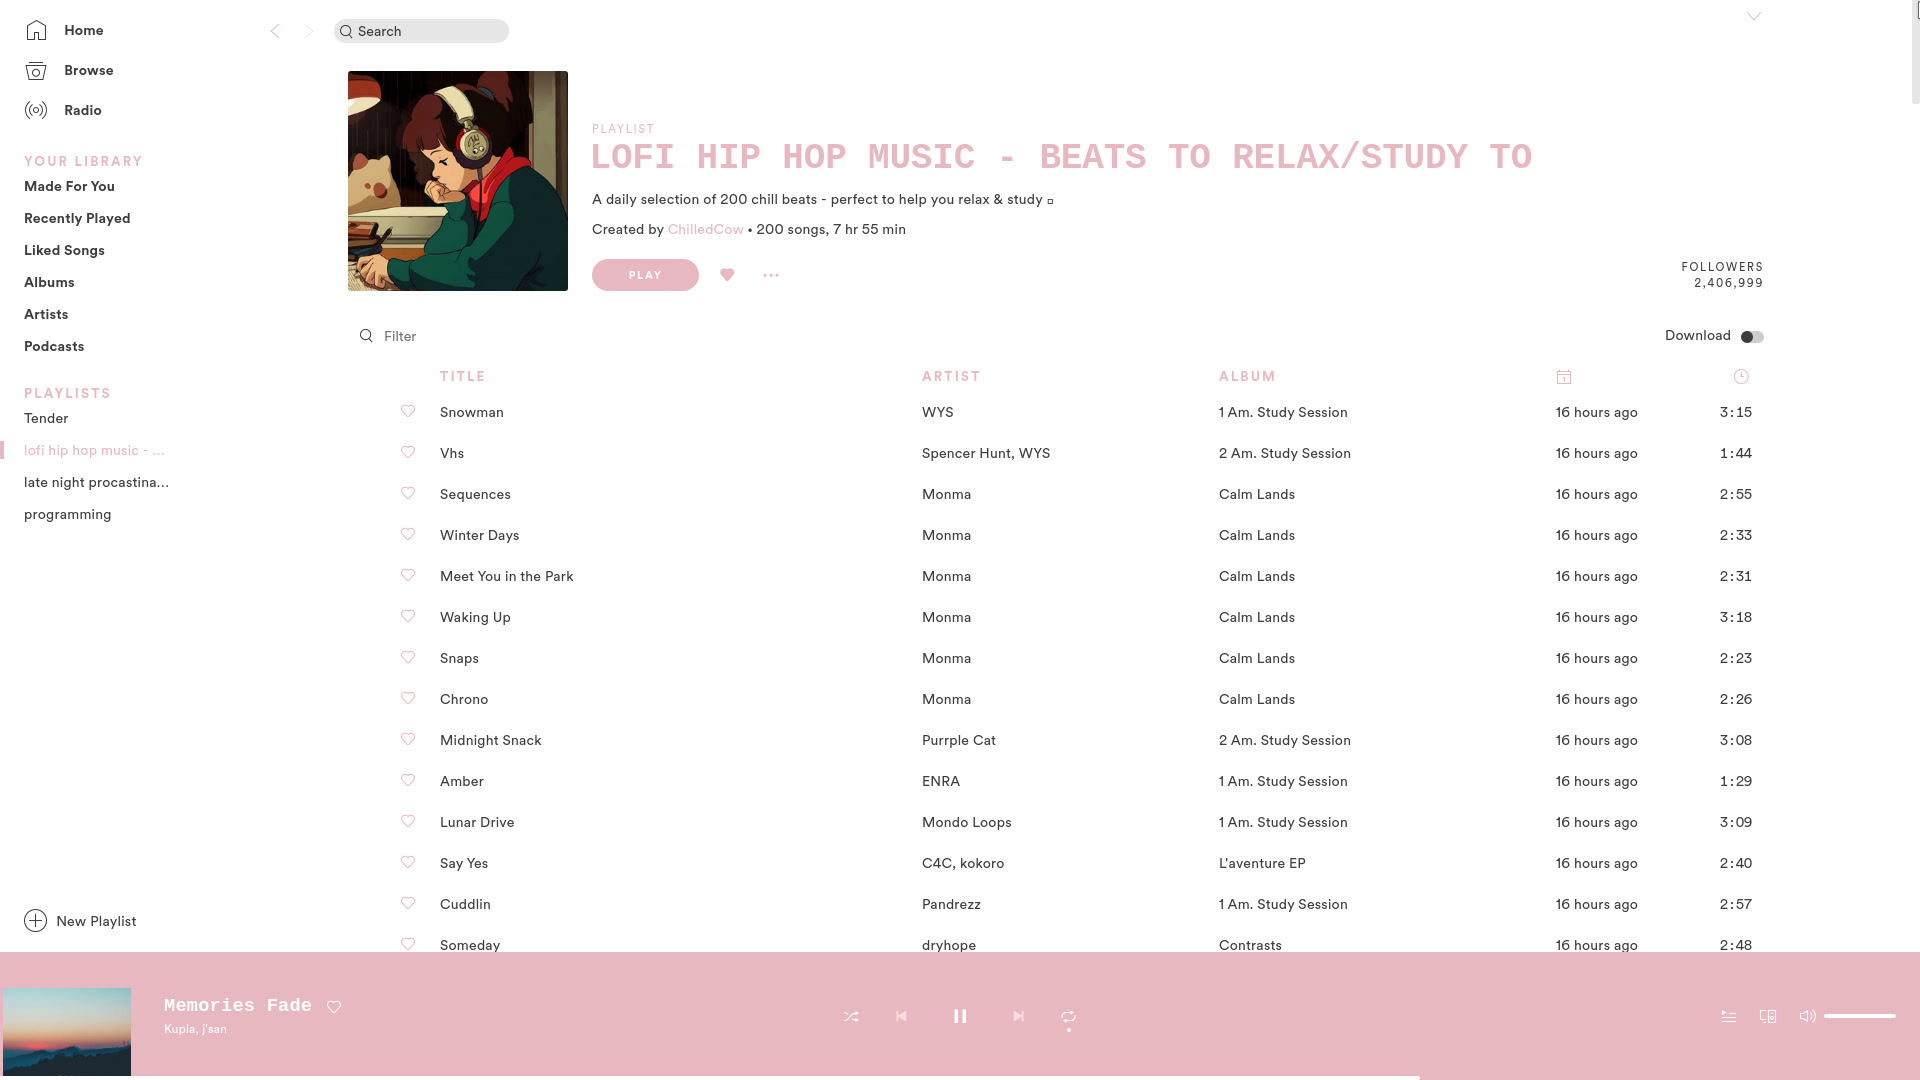 Home
Browse
Radio
YOUR LIBRARY
Made For You
Recently Played
Liked Songs
Albums
Artists
Podcasts
PLAYLISTS
Tender
lofi hip hop music - ...
late night procastina...
programming
New Playlist
Search
PLAYLIST
LOFI HIP HOP MUSIC - BEATS TO RELAX/STUDY TO
A daily selection of 200 chill beats - perfect to help you relax & study
Created by ChilledCow • 200 songs, 7 hr 55 min
PLAY
FOLLOWERS
2,406,999
Filter
Download
TITLE ARTIST ALBUM
Snowman WYS 1 Am. Study Session 16 hours ago 3:15
Vhs Spencer Hunt, WYS 2 Am. Study Session 16 hours ago 1:44
Sequences Monma Calm Lands 16 hours ago 2:55
Winter Days Monma Calm Lands 16 hours ago 2:33
Meet You in the Park Monma Calm Lands 16 hours ago 2:31
Waking Up Monma Calm Lands 16 hours ago 3:18
Snaps Monma Calm Lands 16 hours ago 2:23
Chrono Monma Calm Lands 16 hours ago 2:26
Midnight Snack Purrple Cat 2 Am. Study Session 16 hours ago 3:08
Amber ENRA 1 Am. Study Session 16 hours ago 1:29
Lunar Drive Mondo Loops 1 Am. Study Session 16 hours ago 3:09
Say Yes C4C, kokoro L'aventure EP 16 hours ago 2:40
Cuddlin Pandrezz 1 Am. Study Session 16 hours ago 2:57
Someday dryhope Contrasts 16 hours ago 2:48
Memories Fade
Kupla, j'san